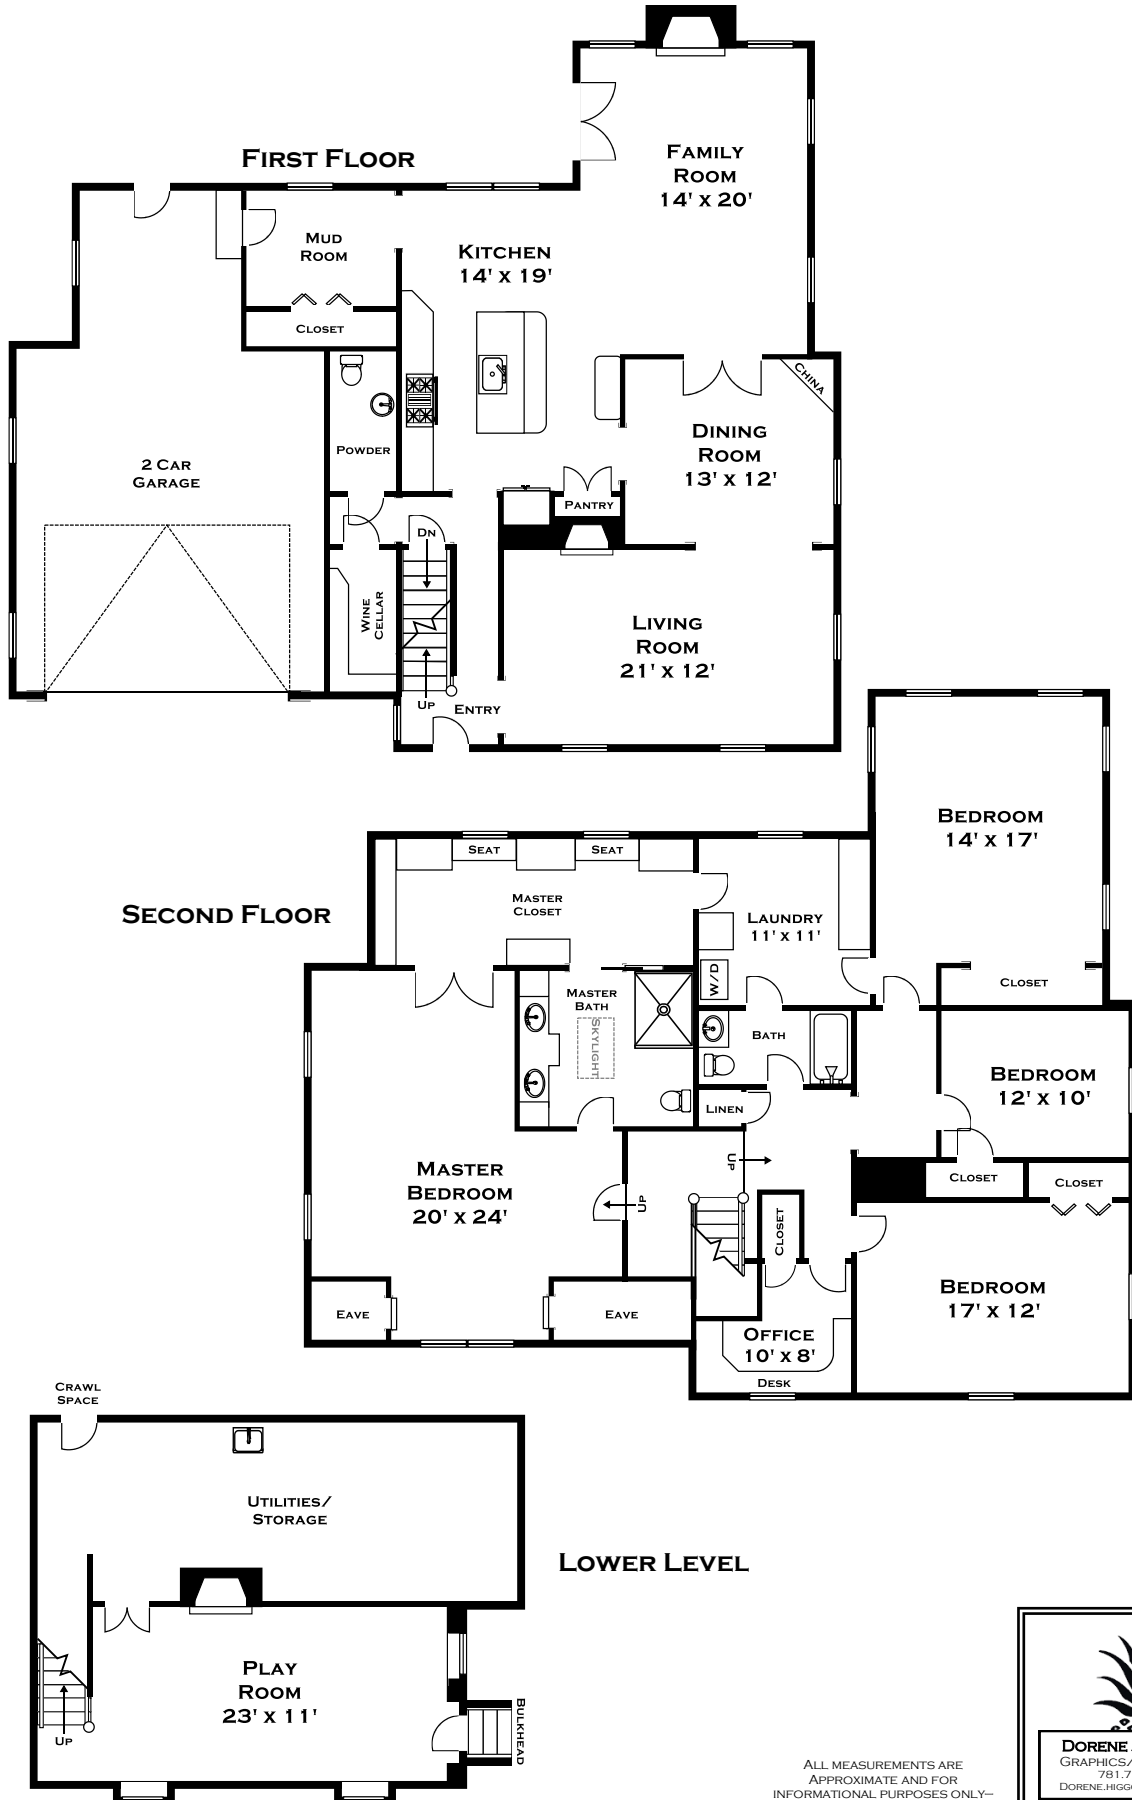 First Floor
Family
Room
14' x 20'
Mud
Room
Kitchen
14' x 19'
Closet
China
Powder
2 Car
Garage
Dining
Room
13' x 12'
Pantry
Dn
Wine
Cellar
Living
Room
21' x 12'
Up
Entry
Second Floor
Seat
Seat
Master
Closet
Laundry
11' x 11'
W/D
Bedroom
14' x 17'
Closet
Master
Bath
Skylight
Bath
Linen
Bedroom
12' x 10'
Master
Bedroom
20' x 24'
Up
Up
Closet
Closet
Closet
Eave
Eave
Office
10' x 8'
Desk
Bedroom
17' x 12'
Lower Level
Crawl
Space
Utilities/
Storage
Play
Room
23' x 11'
Up
Bulkhead
All measurements are
Approximate and for
informational purposes only–
Dorene
Graphics/
781.7